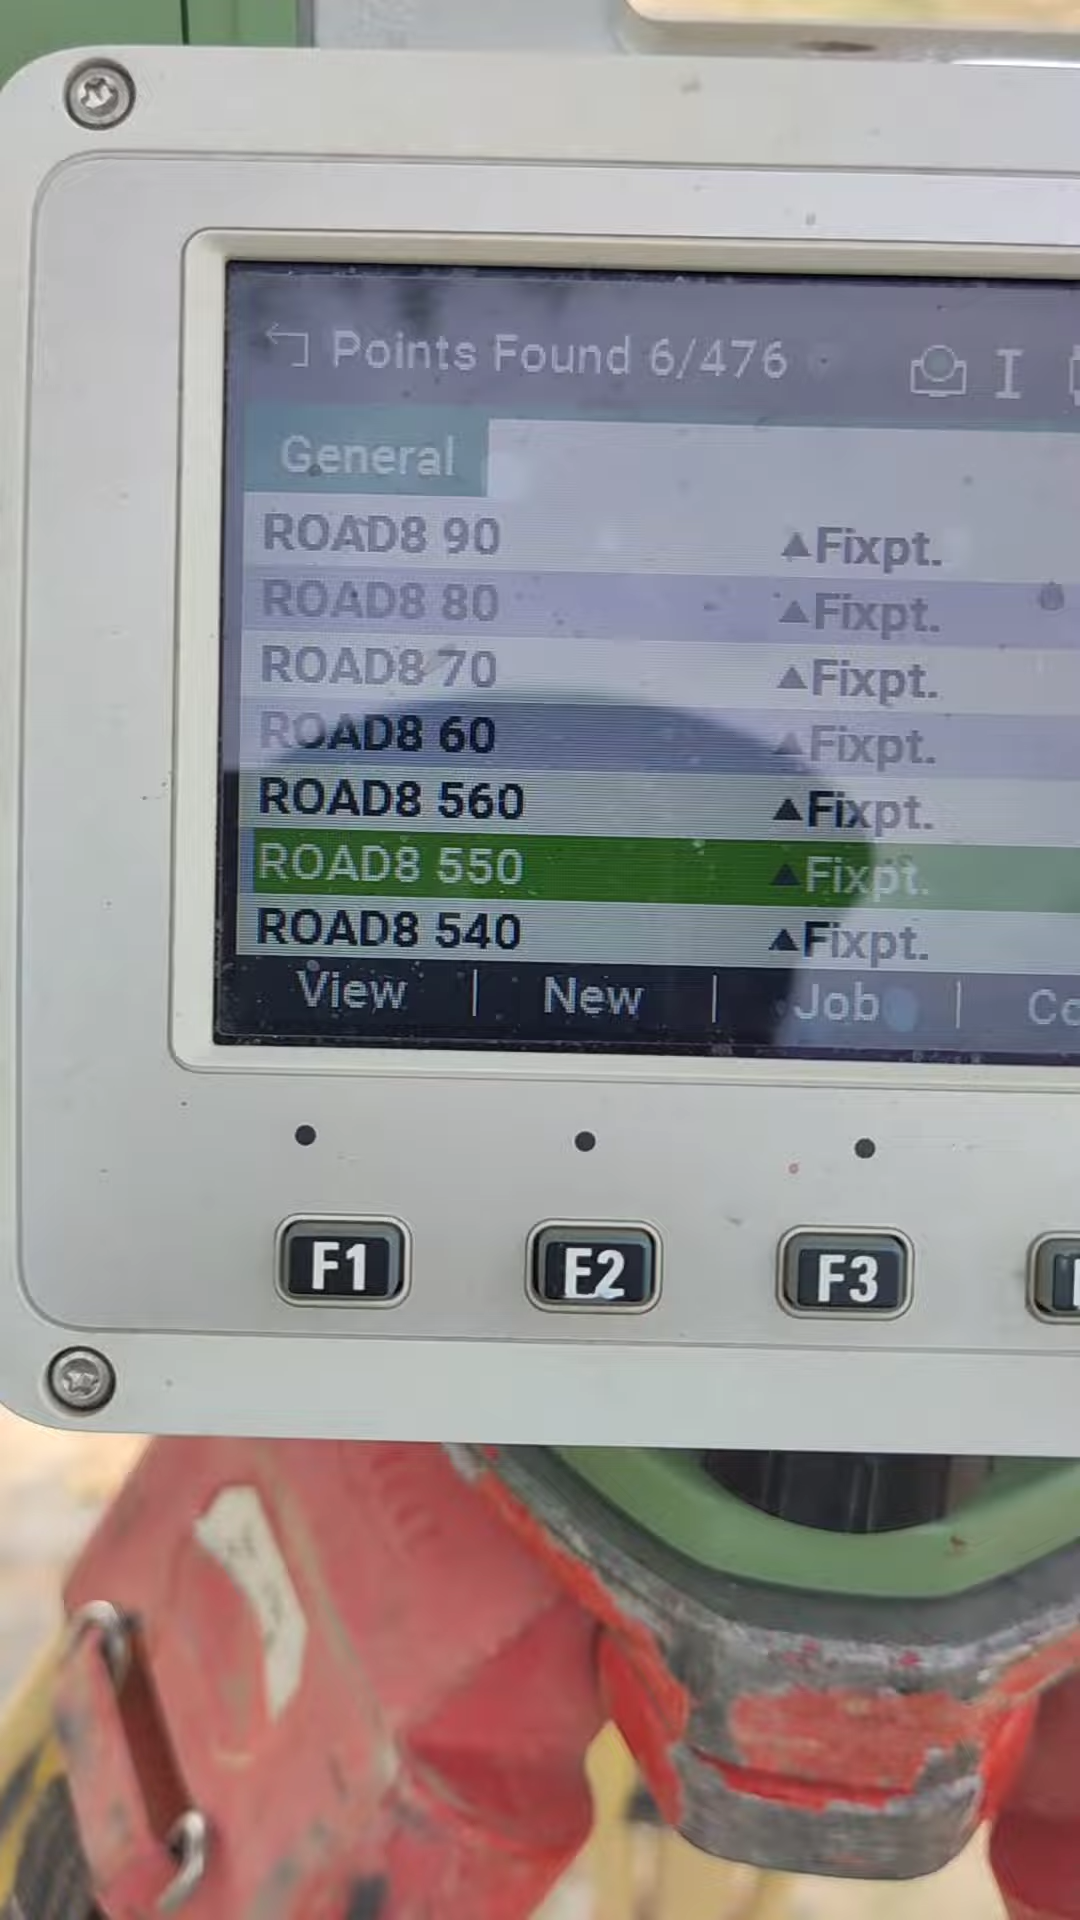 Points Found 6/476
General
ROAD8 90 ▲Fixpt.
ROAD8 80 ▲Fixpt.
ROAD8 70 ▲Fixpt.
ROAD8 60 ▲Fixpt.
ROAD8 560 ▲Fixpt.
ROAD8 550 ▲Fixpt.
ROAD8 540 ▲Fixpt.
View | New | Job |
F1 F2 F3